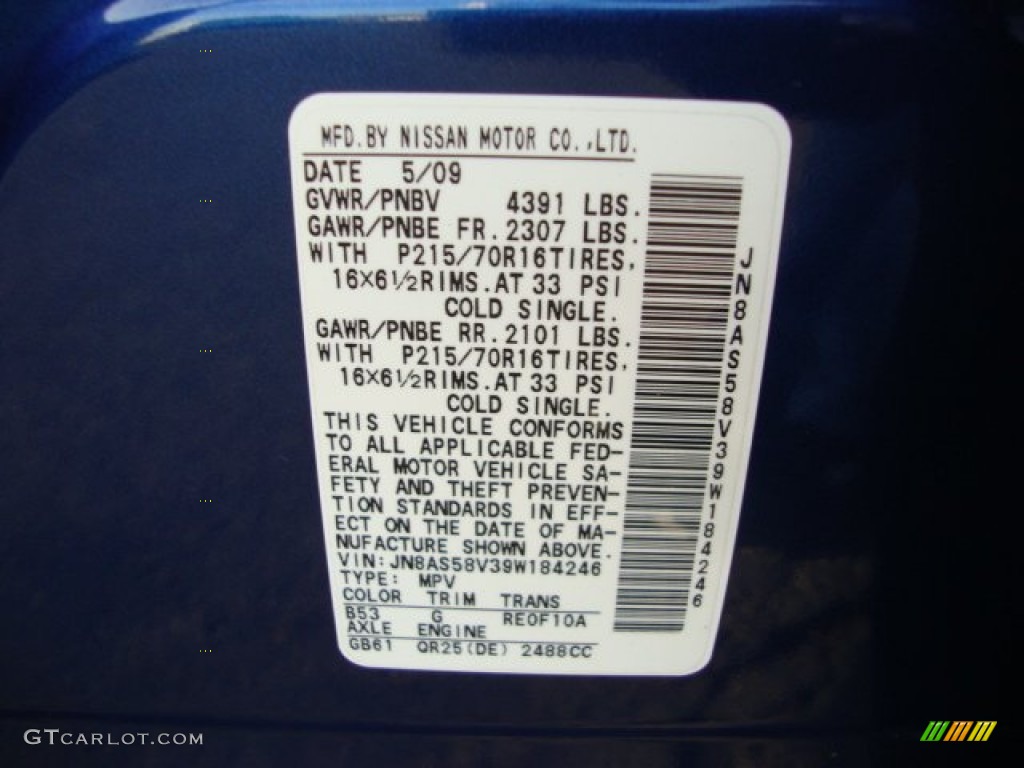 MFD.BY NISSAN MOTOR CO.,LTD.
DATE 5/09
GVWR/PNBV 4391 LBS.
GAWR/PNBE FR.2307 LBS.
WITH P215/70R16TIRES,
16X6½RIMS.AT 33 PSI
COLD SINGLE.
GAWR/PNBE RR.2101 LBS.
WITH P215/70R16TIRES,
16X6½RIMS.AT 33 PSI
COLD SINGLE.
THIS VEHICLE CONFORMS
TO ALL APPLICABLE FED-
ERAL MOTOR VEHICLE SA-
FETY AND THEFT PREVEN-
TION STANDARDS IN EFF-
ECT ON THE DATE OF MA-
NUFACTURE SHOWN ABOVE.
VIN:JN8AS58V39W184246
TYPE: MPV
COLOR TRIM TRANS
B53 G RE0F10A
AXLE ENGINE
GB61 QR25(DE) 2488CC
JN8AS58V39W184246
GTCARLOT.COM